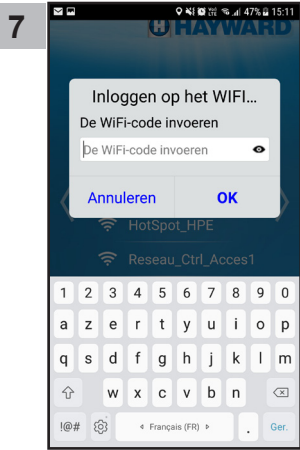 7
47% 15:11
HAYWARD
Inloggen op het WIFI...
De WiFi-code invoeren
De WiFi-code invoeren
Annuleren OK
HotSpot_HPE
Reseau_Ctrl_Acces1
1 2 3 4 5 6 7 8 9 0
a z e r t y u i o p
q s d f g h j k l m
w x c v b n
!@# Français (FR) . Ger.